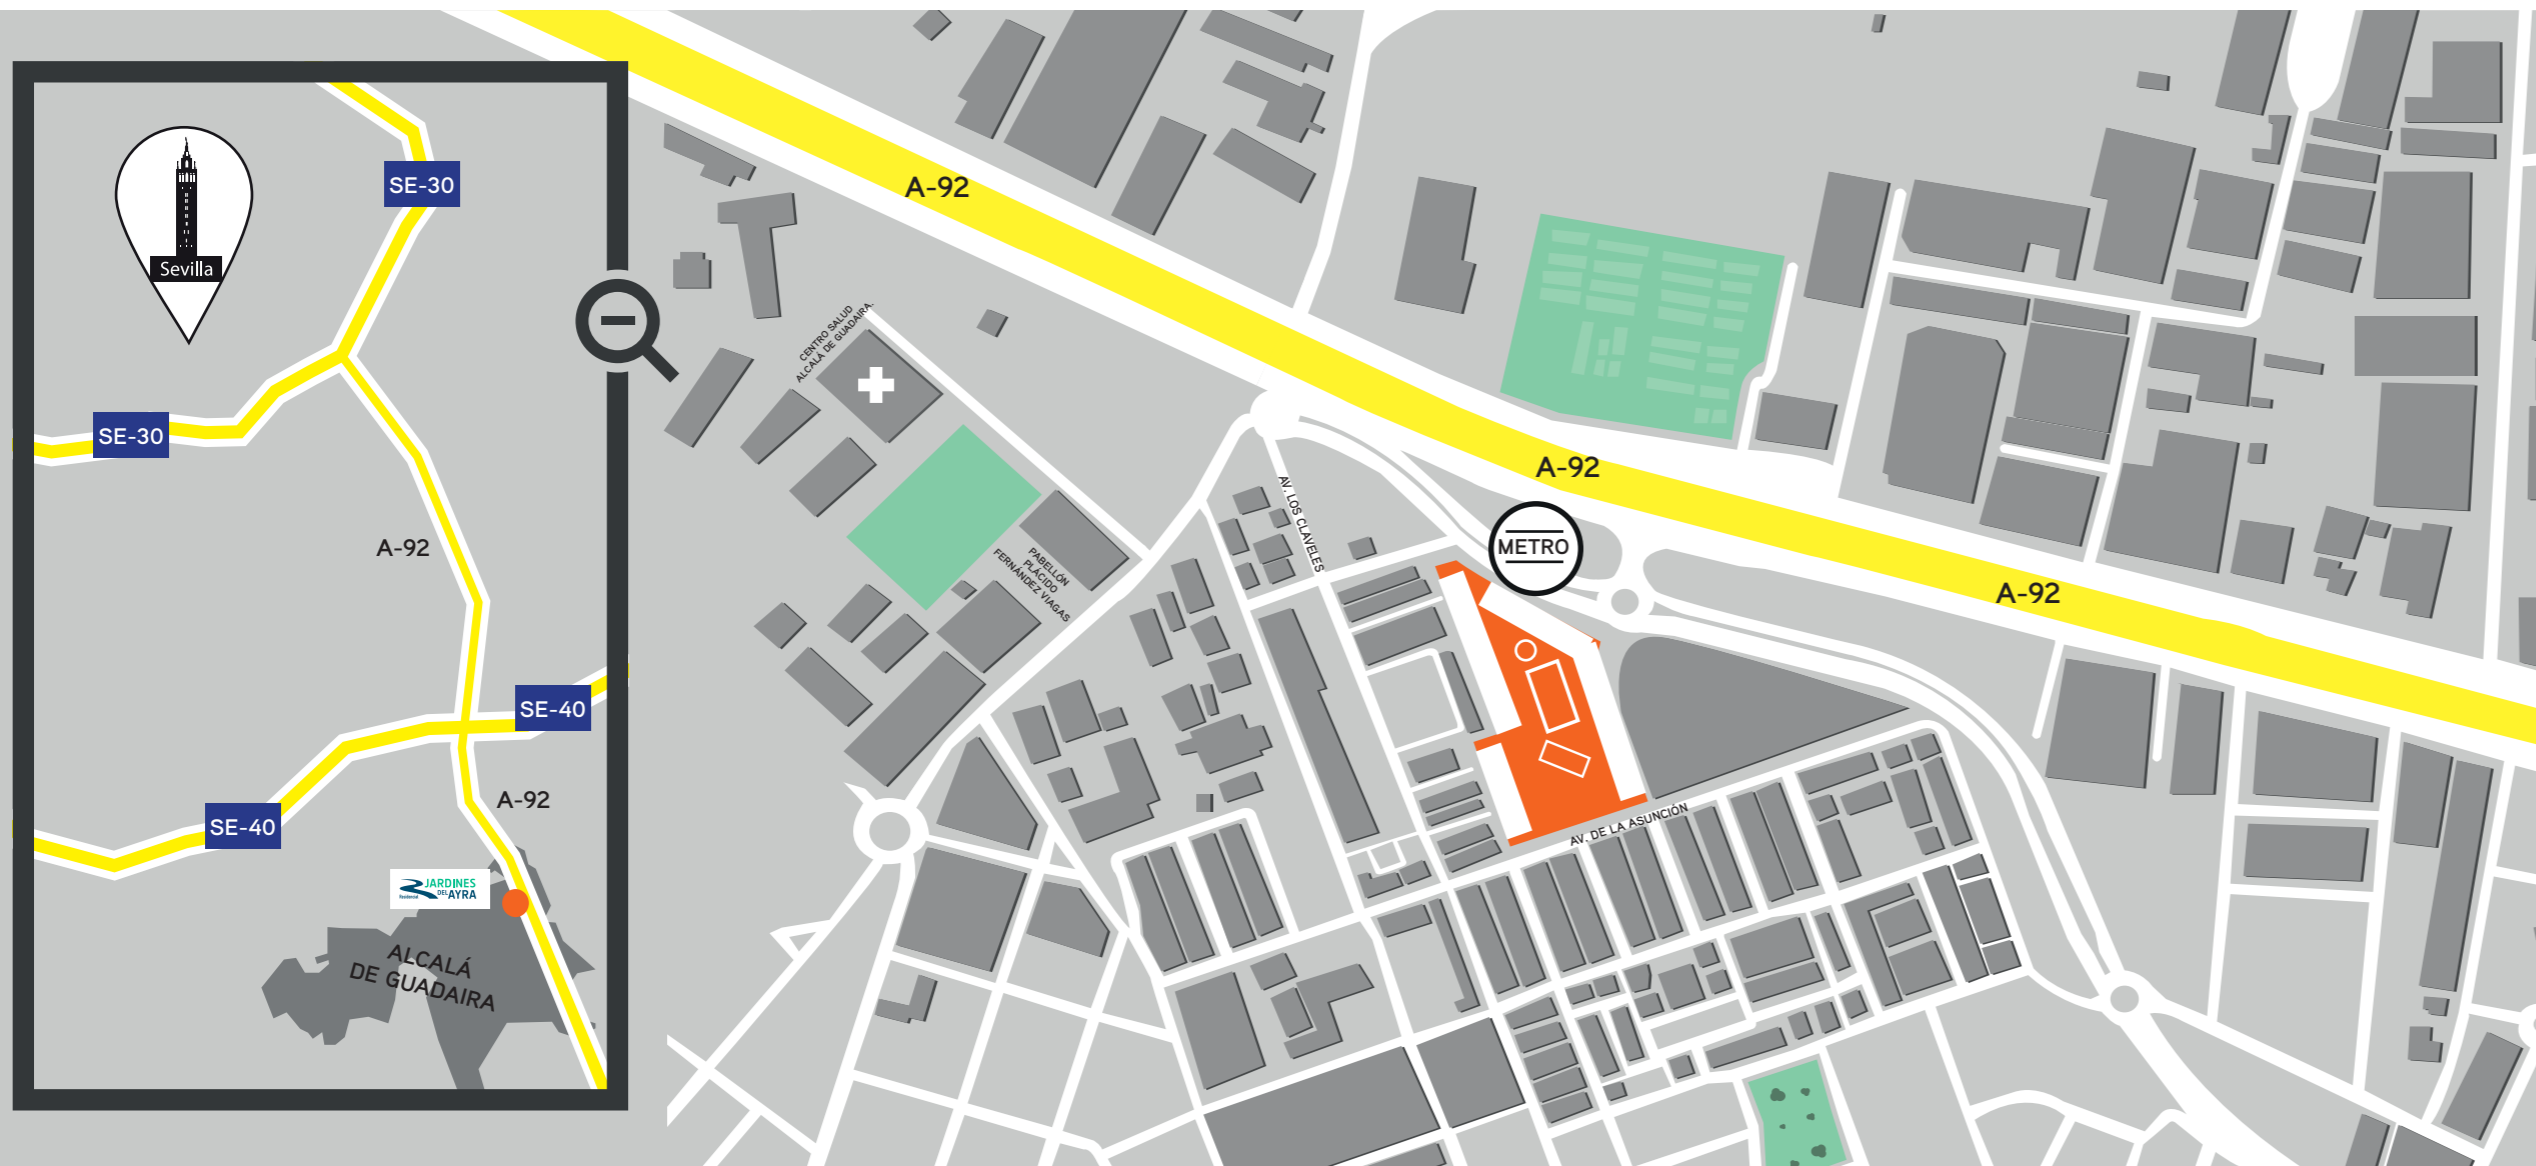 Sevilla
SE-30
SE-30
A-92
SE-40
SE-40
A-92
Residencial
JARDINES
DEL AYRA
ALCALÁ
DE GUADAIRA
A-92
CENTRO SALUD
ALCALÁ DE GUADAIRA.
PABELLÓN
PLÁCIDO
FERNÁNDEZ VIAGAS
AV. LOS CLAVELES
A-92
METRO
A-92
AV. DE LA ASUNCIÓN